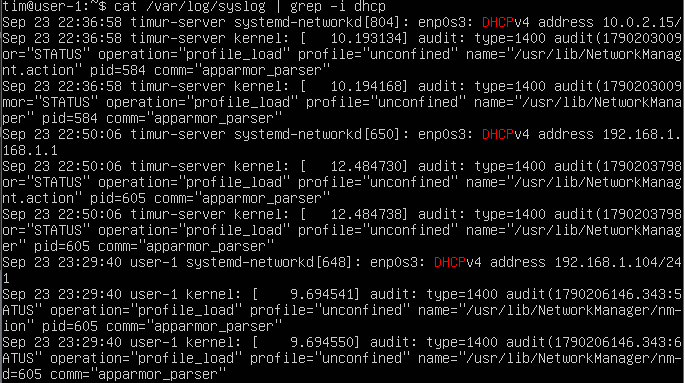 tim@user-1:~$ cat /var/log/syslog | grep -i dhcp
Sep 23 22:36:58 timur-server systemd-networkd[804]: enp0s3: DHCPv4 address 10.0.2.15/
Sep 23 22:36:58 timur-server kernel: [   10.193134] audit: type=1400 audit(1790203009
or="STATUS" operation="profile_load" profile="unconfined" name="/usr/lib/NetworkManag
nt.action" pid=584 comm="apparmor_parser"
Sep 23 22:36:58 timur-server kernel: [   10.194168] audit: type=1400 audit(1790203009
mor="STATUS" operation="profile_load" profile="unconfined" name="/usr/lib/NetworkMana
per" pid=584 comm="apparmor_parser"
Sep 23 22:50:06 timur-server systemd-networkd[650]: enp0s3: DHCPv4 address 192.168.1.
168.1.1
Sep 23 22:50:06 timur-server kernel: [   12.484730] audit: type=1400 audit(1790203798
or="STATUS" operation="profile_load" profile="unconfined" name="/usr/lib/NetworkManag
nt.action" pid=605 comm="apparmor_parser"
Sep 23 22:50:06 timur-server kernel: [   12.484738] audit: type=1400 audit(1790203798
or="STATUS" operation="profile_load" profile="unconfined" name="/usr/lib/NetworkManag
er" pid=605 comm="apparmor_parser"
Sep 23 23:29:40 user-1 systemd-networkd[648]: enp0s3: DHCPv4 address 192.168.1.104/24
1
Sep 23 23:29:40 user-1 kernel: [    9.694541] audit: type=1400 audit(1790206146.343:5
ATUS" operation="profile_load" profile="unconfined" name="/usr/lib/NetworkManager/nm-
ion" pid=605 comm="apparmor_parser"
Sep 23 23:29:40 user-1 kernel: [    9.694550] audit: type=1400 audit(1790206146.343:6
ATUS" operation="profile_load" profile="unconfined" name="/usr/lib/NetworkManager/nm-
d=605 comm="apparmor_parser"